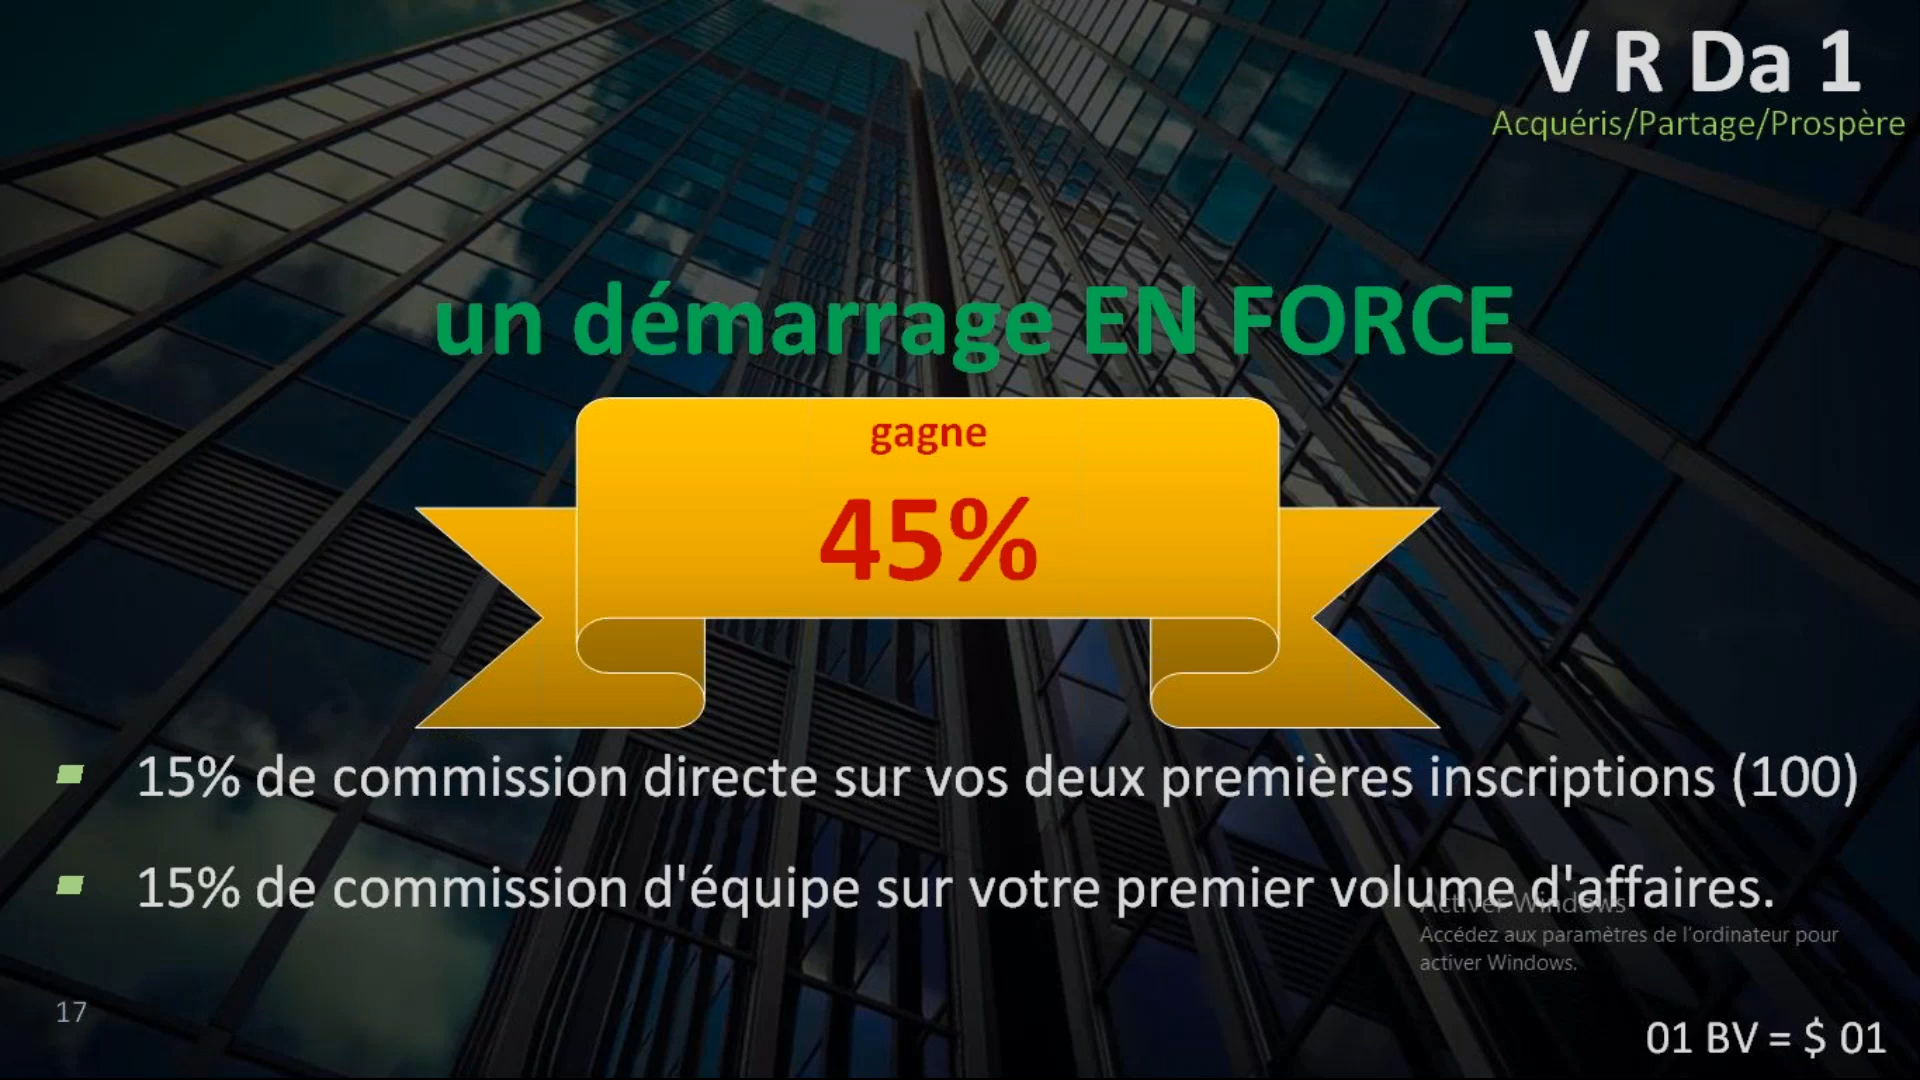 V R Da 1
Acquéris/Partage/Prospère
un démarrage EN FORCE
gagne
45%
15% de commission directe sur vos deux premières inscriptions (100)
15% de commission d'équipe sur votre premier volume d'affaires.
Activer Windows
Accédez aux paramètres de l'ordinateur pour
activer Windows.
17
01 BV = $ 01